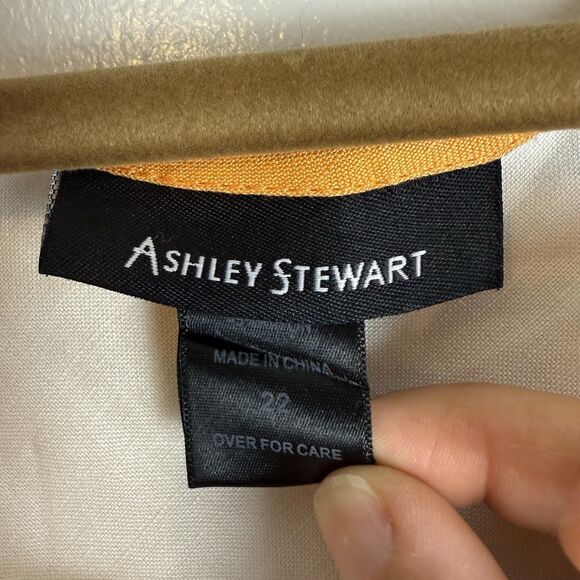 ASHLEY STEWART
MADE IN CHINA
22
OVER FOR CARE